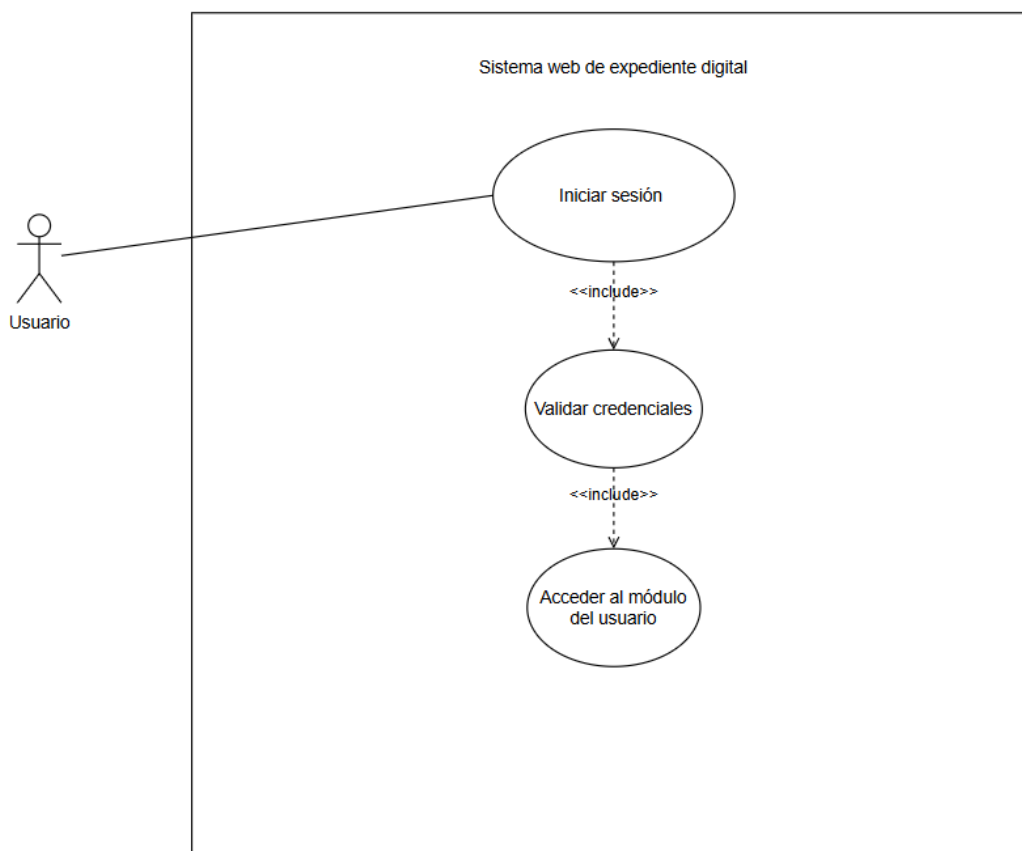 Sistema web de expediente digital
Iniciar sesión
Usuario
<<include>>
Validar credenciales
<<include>>
Acceder al módulo
del usuario